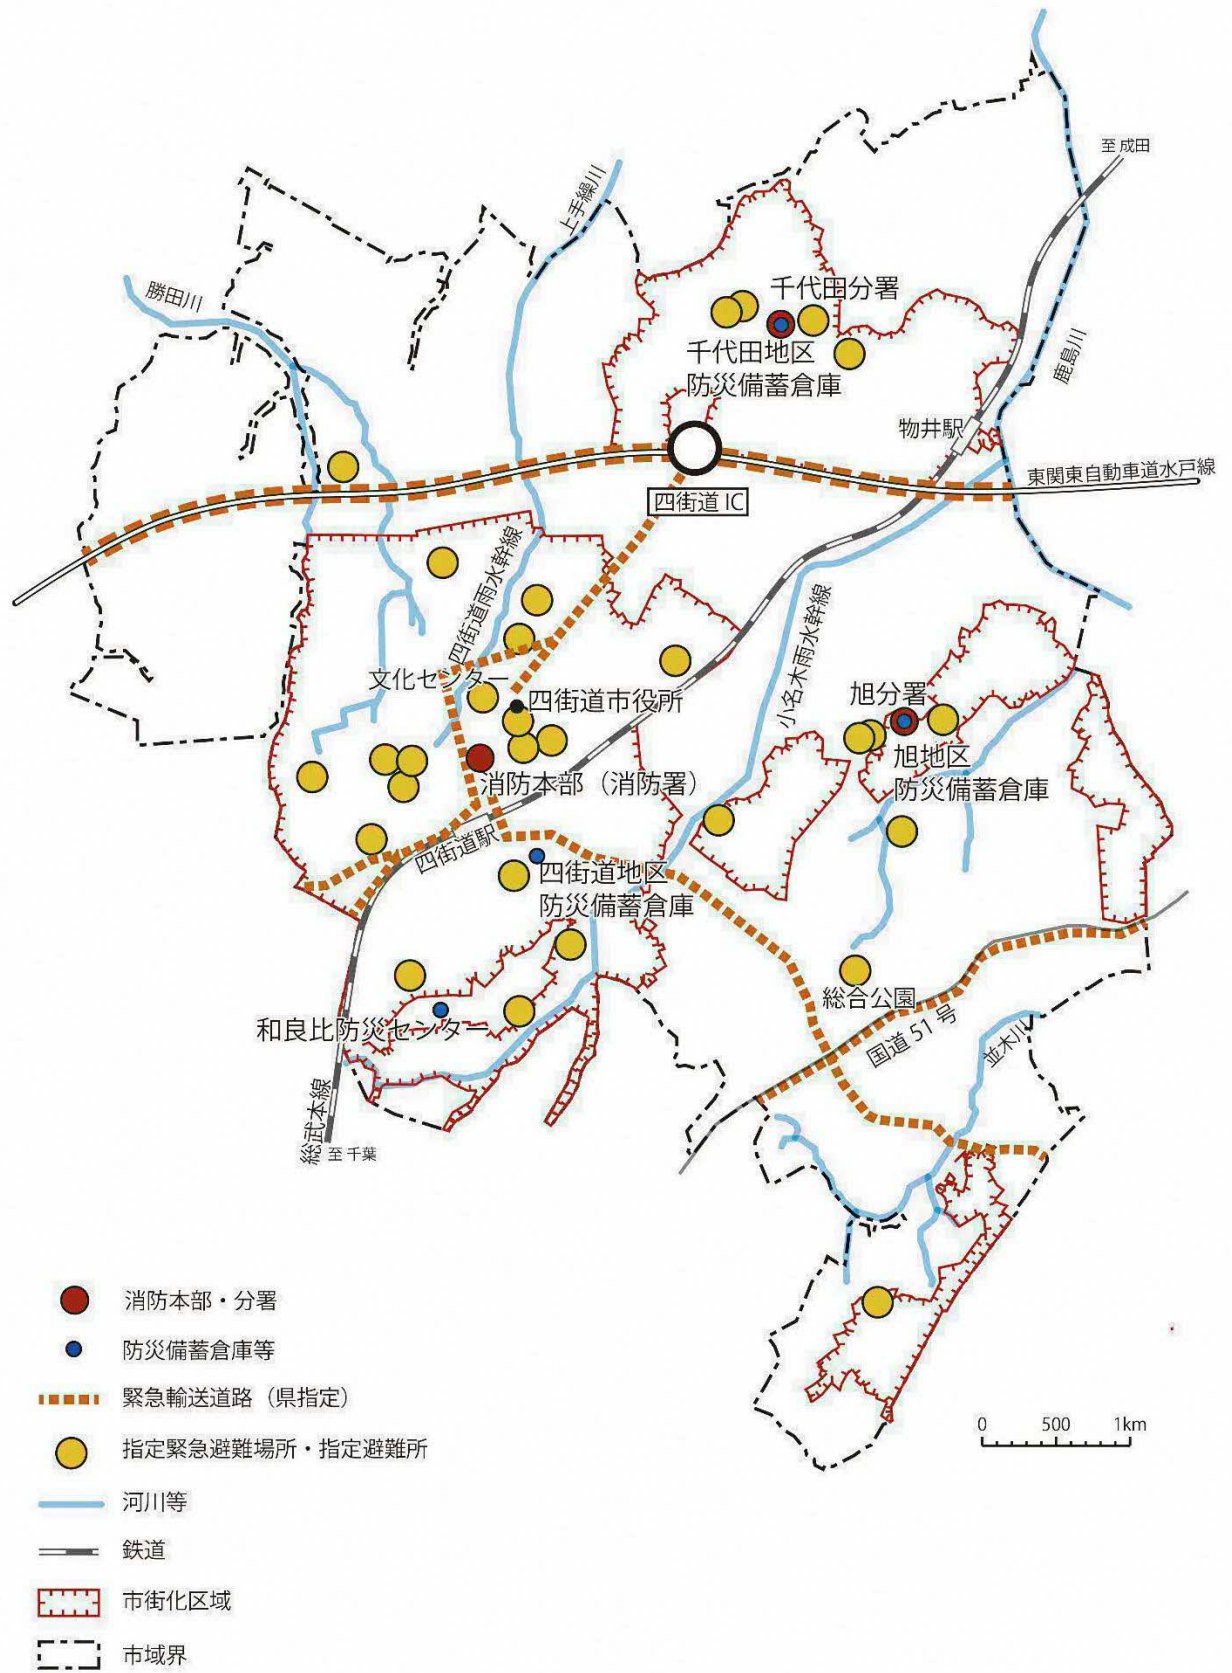 至 成田
上手繰川
勝田川
千代田分署
千代田地区
防災備蓄倉庫
鹿島川
物井駅
東関東自動車道水戸線
四街道 IC
四街道雨水幹線
小名木雨水幹線
文化センター
四街道市役所
旭分署
旭地区
防災備蓄倉庫
消防本部（消防署）
四街道駅
四街道地区
防災備蓄倉庫
総合公園
国道 51 号
並木川
和良比防災センター
総武本線
至 千葉
消防本部・分署
防災備蓄倉庫等
緊急輸送道路（県指定）
指定緊急避難場所・指定避難所
河川等
鉄道
市街化区域
市域界
0 500 1km